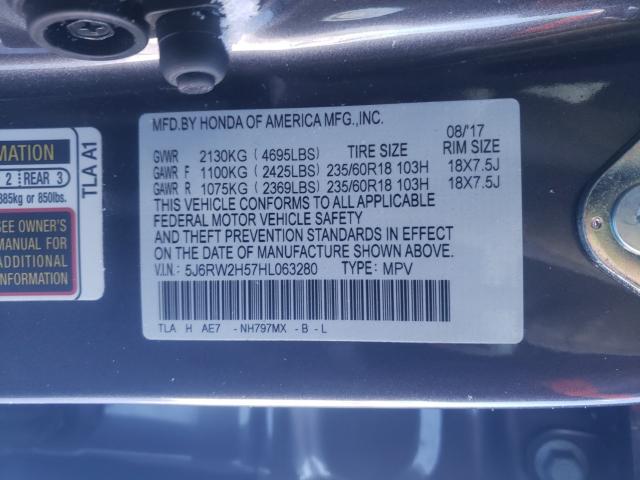 MFD.BY HONDA OF AMERICA MFG.,INC.
08/'17
GVWR 2130KG (4695LBS) TIRE SIZE RIM SIZE
GAWR F 1100KG (2425LBS) 235/60R18 103H 18X7.5J
GAWR R 1075KG (2369LBS) 235/60R18 103H 18X7.5J
THIS VEHICLE CONFORMS TO ALL APPLICABLE
FEDERAL MOTOR VEHICLE SAFETY
AND THEFT PREVENTION STANDARDS IN EFFECT
ON THE DATE OF MANUFACTURE SHOWN ABOVE.
V.I.N.: 5J6RW2H57HL063280 TYPE: MPV
TLA H AE7 -NH797MX -B -L
MATION
2 REAR 3
385kg or 850lbs.
SEE OWNER'S
MANUAL FOR
ADDITIONAL
INFORMATION
TLA A1